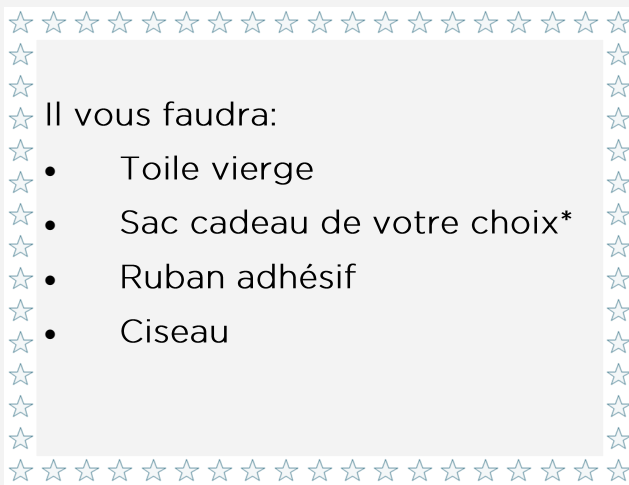 Il vous faudra:
• Toile vierge
• Sac cadeau de votre choix*
• Ruban adhésif
• Ciseau